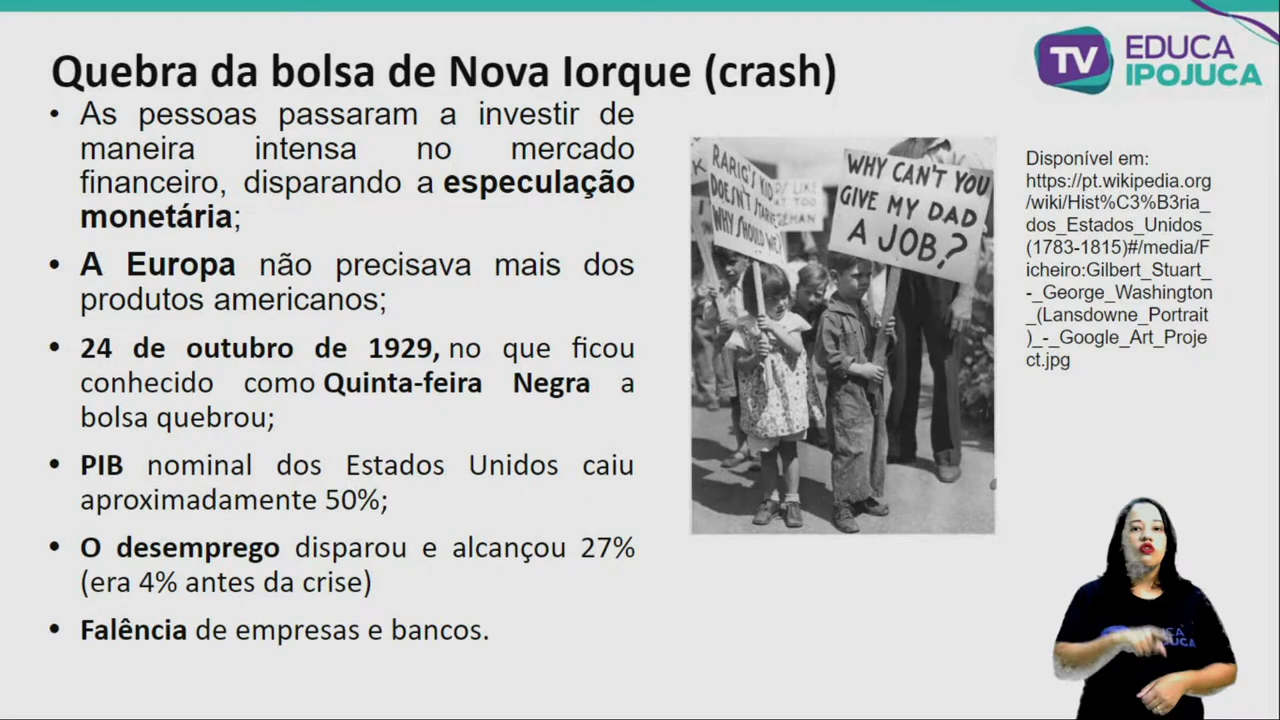 Quebra da bolsa de Nova Iorque (crash)
• As pessoas passaram a investir de
maneira intensa no mercado
financeiro, disparando a especulação
monetária;
• A Europa não precisava mais dos
produtos americanos;
• 24 de outubro de 1929, no que ficou
conhecido como Quinta-feira Negra a
bolsa quebrou;
• PIB nominal dos Estados Unidos caiu
aproximadamente 50%;
• O desemprego disparou e alcançou 27%
(era 4% antes da crise)
• Falência de empresas e bancos.
RARIG'S KID
DOESN'T STARVE
WHY SHOULD WE?
WHY CAN'T YOU
GIVE MY DAD
A JOB?
TV EDUCA
IPOJUCA
Disponível em:
https://pt.wikipedia.org
/wiki/Hist%C3%B3ria_
dos_Estados_Unidos_
(1783-1815)#/media/F
icheiro:Gilbert_Stuart_
-_George_Washington
_(Lansdowne_Portrait
)_-_Google_Art_Proje
ct.jpg